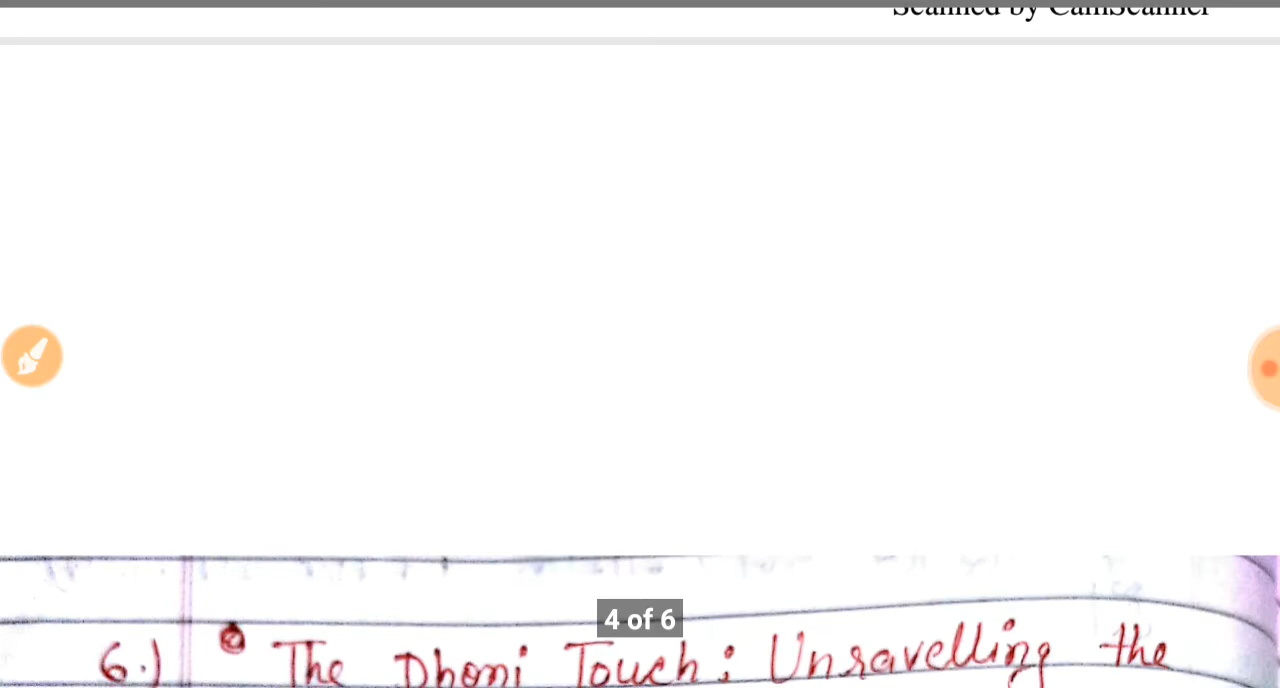 Scanned by CamScanner
4 of 6
6.) The Dhoni Touch : Unravelling the